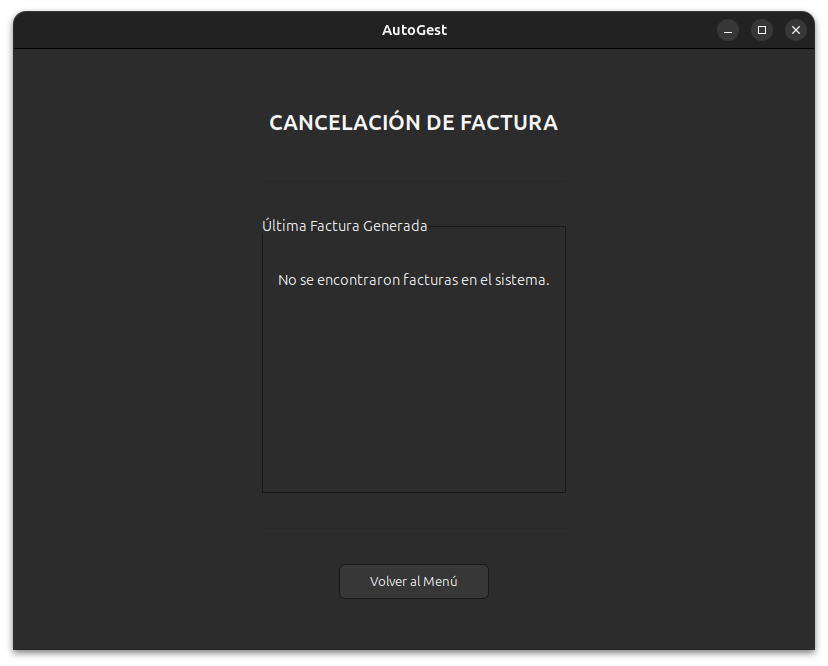 AutoGest
CANCELACIÓN DE FACTURA
Última Factura Generada
No se encontraron facturas en el sistema.
Volver al Menú